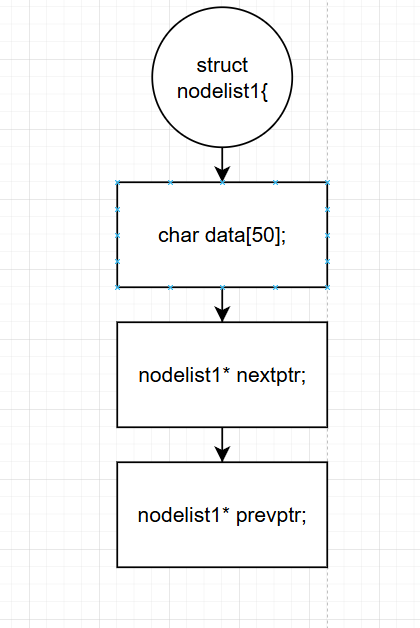 struct
nodelist1{
char data[50];
nodelist1* nextptr;
nodelist1* prevptr;